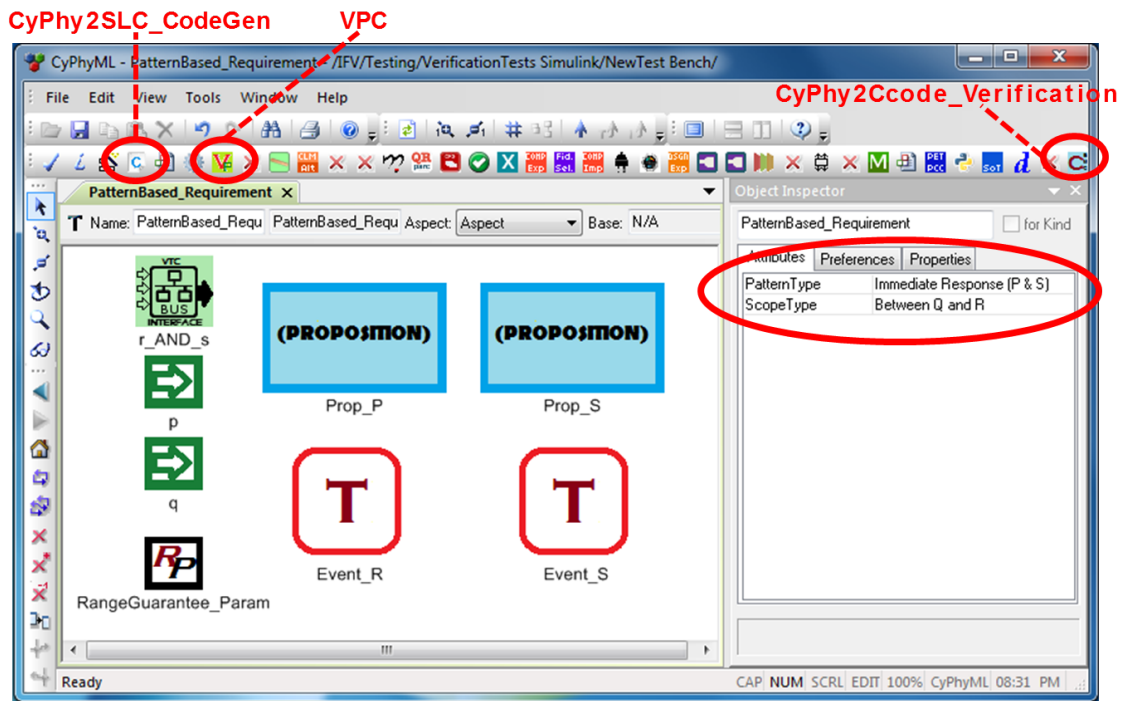 CyPhy2SLC_CodeGen VPC
CyPhyML - PatternBased_Requirement - /IFV/Testing/VerificationTests Simulink/NewTest Bench/
File Edit View Tools Window Help
CyPhy2Ccode_Verification
PatternBased_Requirement
Object Inspector
T Name: PatternBased_Requ PatternBased_Requ Aspect: Aspect Base: N/A
PatternBased_Requirement for Kind
Attributes Preferences Properties
PatternType Immediate Response (P & S)
ScopeType Between Q and R
VTC
BUS
INTERFACE
r_AND_s
(PROPOSITION) (PROPOSITION)
Prop_P Prop_S
p
q
T T
Event_R Event_S
RP
RangeGuarantee_Param
Ready
CAP NUM SCRL EDIT 100% CyPhyML 08:31 PM